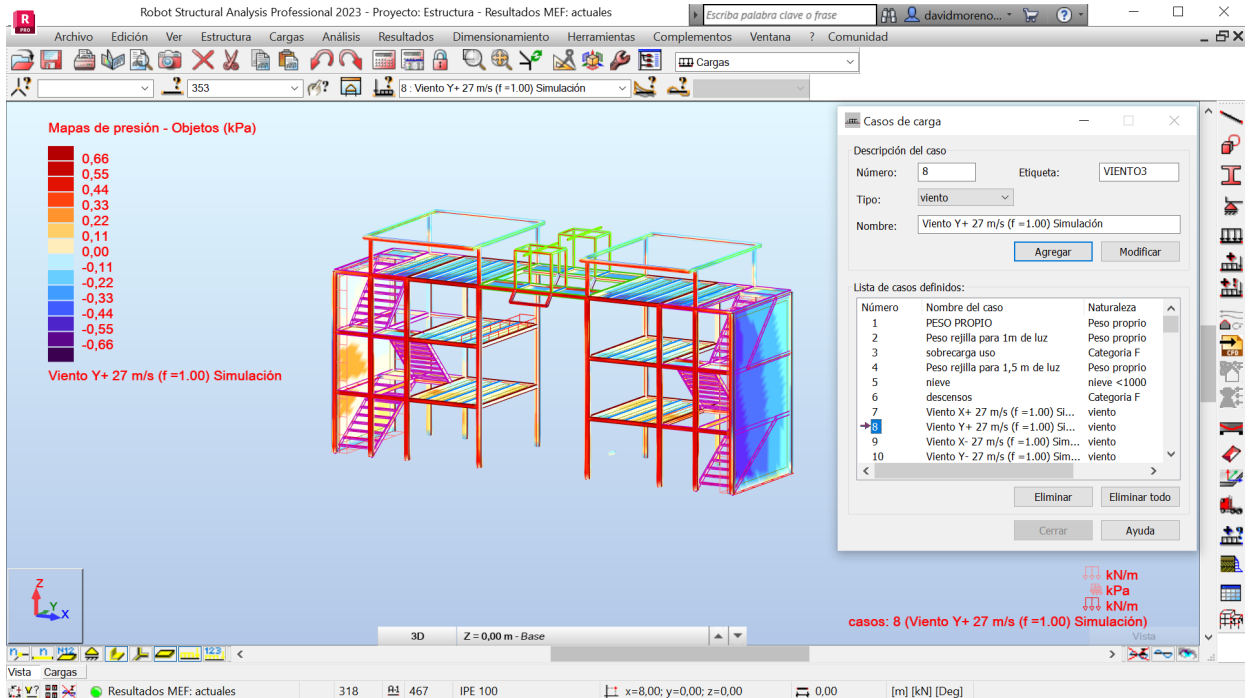 Robot Structural Analysis Professional 2023 - Proyecto: Estructura - Resultados MEF: actuales
Escriba palabra clave o frase
davidmoreno...
R
PRO
Archivo Edición Ver Estructura Cargas Análisis Resultados Dimensionamiento Herramientas Complementos Ventana ? Comunidad
Cargas
353
8 : Viento Y+ 27 m/s (f =1.00) Simulación
Mapas de presión - Objetos (kPa)
0,66
0,55
0,44
0,33
0,22
0,11
0,00
-0,11
-0,22
-0,33
-0,44
-0,55
-0,66
Viento Y+ 27 m/s (f =1.00) Simulación
Casos de carga
Descripción del caso
Número: 8 Etiqueta: VIENTO3
Tipo: viento
Nombre: Viento Y+ 27 m/s (f =1.00) Simulación
Agregar Modificar
Lista de casos definidos:
Número Nombre del caso Naturaleza
1 PESO PROPIO Peso proprio
2 Peso rejilla para 1m de luz Peso proprio
3 sobrecarga uso Categoria F
4 Peso rejilla para 1,5 m de luz Peso proprio
5 nieve nieve <1000
6 descensos Categoria F
7 Viento X+ 27 m/s (f =1.00) Si... viento
8 Viento Y+ 27 m/s (f =1.00) Si... viento
9 Viento X- 27 m/s (f =1.00) Sim... viento
10 Viento Y- 27 m/s (f =1.00) Sim... viento
Eliminar Eliminar todo
Cerrar Ayuda
CFD
kN/m
kPa
kN/m
casos: 8 (Viento Y+ 27 m/s (f =1.00) Simulación)
Z
Y
X
3D Z = 0,00 m - Base
Vista
Vista Cargas
Resultados MEF: actuales 318 467 IPE 100 x=8,00; y=0,00; z=0,00 0,00 [m] [kN] [Deg]